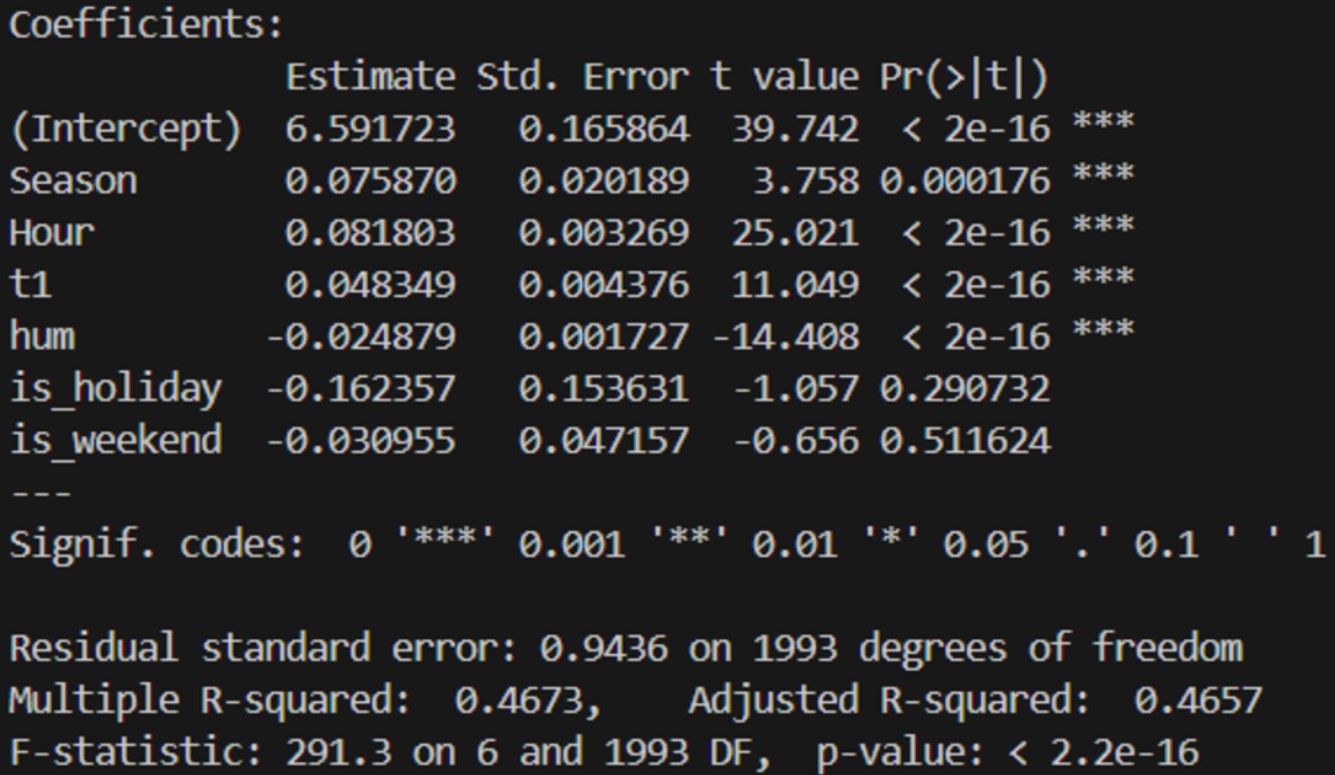 Coefficients:
             Estimate Std. Error t value Pr(>|t|)
(Intercept)  6.591723   0.165864  39.742  < 2e-16 ***
Season       0.075870   0.020189   3.758 0.000176 ***
Hour         0.081803   0.003269  25.021  < 2e-16 ***
t1           0.048349   0.004376  11.049  < 2e-16 ***
hum         -0.024879   0.001727 -14.408  < 2e-16 ***
is_holiday  -0.162357   0.153631  -1.057 0.290732
is_weekend  -0.030955   0.047157  -0.656 0.511624
---
Signif. codes:  0 '***' 0.001 '**' 0.01 '*' 0.05 '.' 0.1 ' ' 1
Residual standard error: 0.9436 on 1993 degrees of freedom
Multiple R-squared:  0.4673,    Adjusted R-squared:  0.4657
F-statistic: 291.3 on 6 and 1993 DF,  p-value: < 2.2e-16